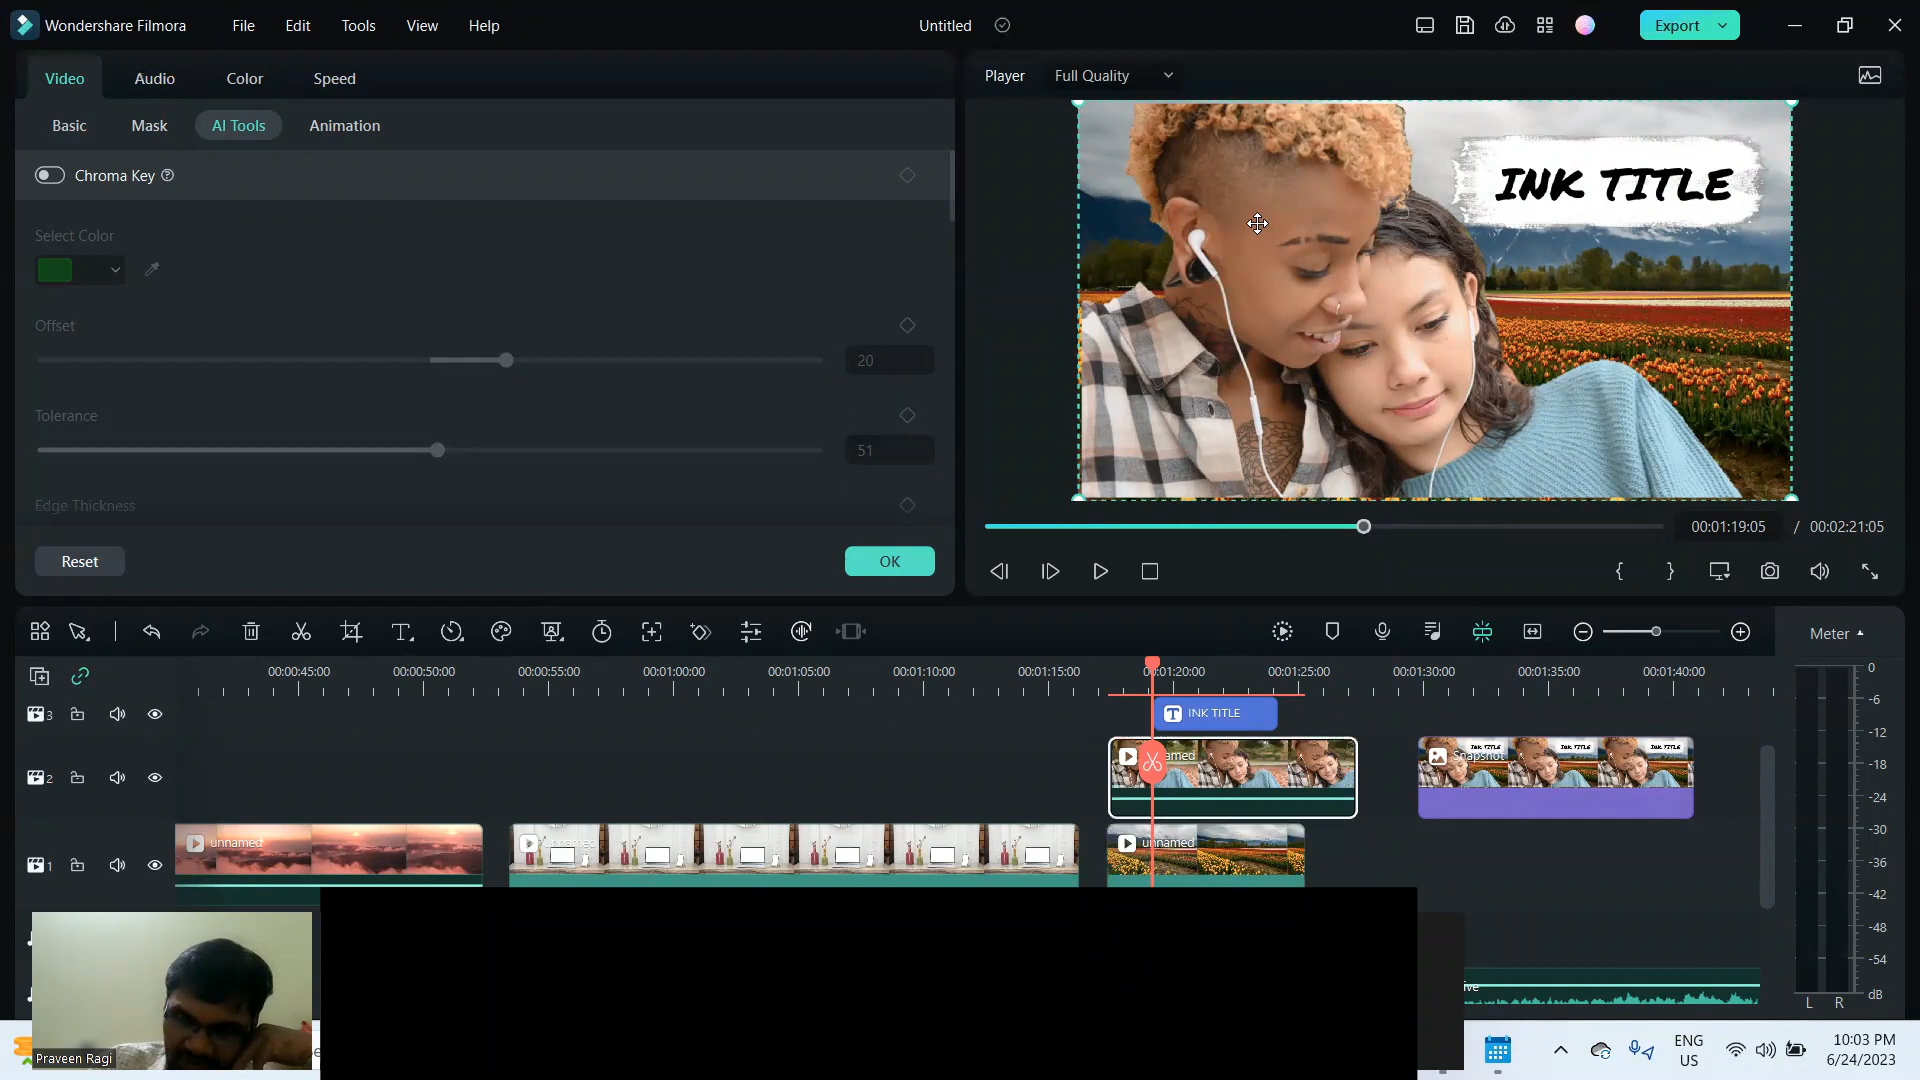 Wondershare Filmora File Edit Tools View Help Untitled Export
Video Audio Color Speed
Basic Mask AI Tools Animation
Chroma Key
Select Color
Offset
20
Tolerance
51
Edge Thickness
Reset OK
Player Full Quality
INK TITLE
00:01:19:05 / 00:02:21:05
Meter
00:00:45:00 00:00:50:00 00:00:55:00 00:01:00:00 00:01:05:00 00:01:10:00 00:01:15:00 00:01:20:00 00:01:25:00 00:01:30:00 00:01:35:00 00:01:40:00
3 INK TITLE
2 Snapshot
INK TITLE INK TITLE INK TITLE
1 unnamed unnamed
0
-6
-12
-18
-24
-30
-36
-42
-48
-54
dB
L R
Praveen Ragi
ENG
US
10:03 PM
6/24/2023